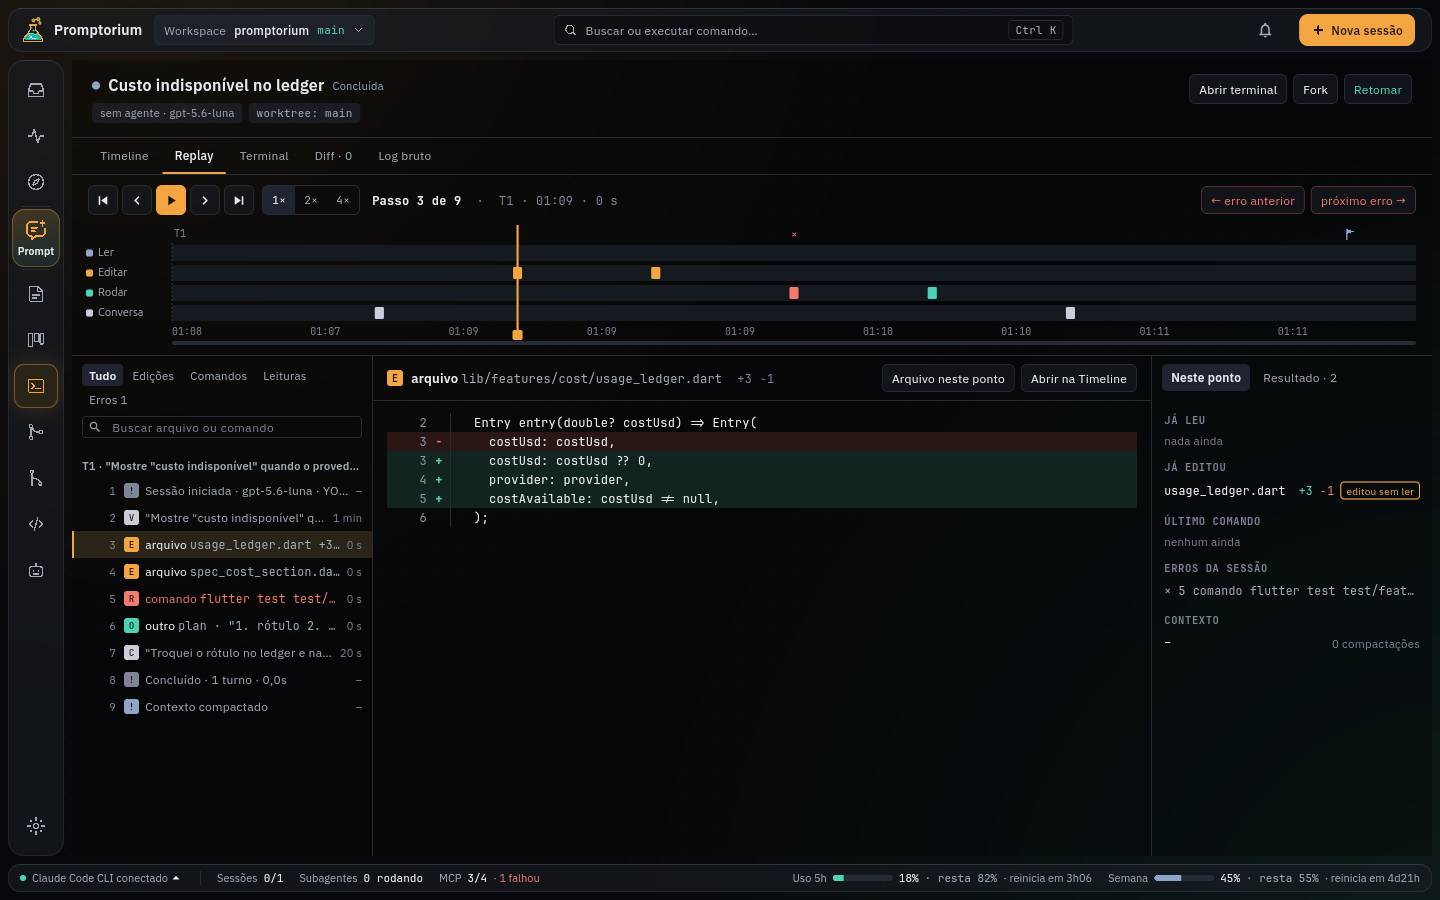 Promptorium
Workspace promptorium main
Buscar ou executar comando...
Ctrl K
+ Nova sessão
Custo indisponível no ledger Concluída
sem agente · gpt-5.6-luna
worktree: main
Abrir terminal
Fork
Retomar
Prompt
Timeline
Replay
Terminal
Diff · 0
Log bruto
1×
2×
4×
Passo 3 de 9 · T1 · 01:09 · 0 s
← erro anterior
próximo erro →
T1
×
Ler
Editar
Rodar
Conversa
01:08
01:07
01:09
01:09
01:09
01:10
01:10
01:11
01:11
Tudo
Edições
Comandos
Leituras
Erros 1
Buscar arquivo ou comando
T1 · "Mostre "custo indisponível" quando o proved...
1 ! Sessão iniciada · gpt-5.6-luna · YO... –
2 V "Mostre "custo indisponível" q... 1 min
3 E arquivo usage_ledger.dart +3... 0 s
4 E arquivo spec_cost_section.da... 0 s
5 R comando flutter test test/... 0 s
6 O outro plan · "1. rótulo 2. ... 0 s
7 C "Troquei o rótulo no ledger e na... 20 s
8 ! Concluído · 1 turno · 0,0s –
9 ! Contexto compactado –
E arquivo lib/features/cost/usage_ledger.dart +3 -1
Arquivo neste ponto
Abrir na Timeline
2 Entry entry(double? costUsd) => Entry(
3 - costUsd: costUsd,
3 + costUsd: costUsd ?? 0,
4 + provider: provider,
5 + costAvailable: costUsd != null,
6 );
Neste ponto
Resultado · 2
JÁ LEU
nada ainda
JÁ EDITOU
usage_ledger.dart +3 -1 editou sem ler
ÚLTIMO COMANDO
nenhum ainda
ERROS DA SESSÃO
× 5 comando flutter test test/feat...
CONTEXTO
– 0 compactações
Claude Code CLI conectado
Sessões 0/1
Subagentes 0 rodando
MCP 3/4 · 1 falhou
Uso 5h 18% · resta 82% · reinicia em 3h06
Semana 45% · resta 55% · reinicia em 4d21h